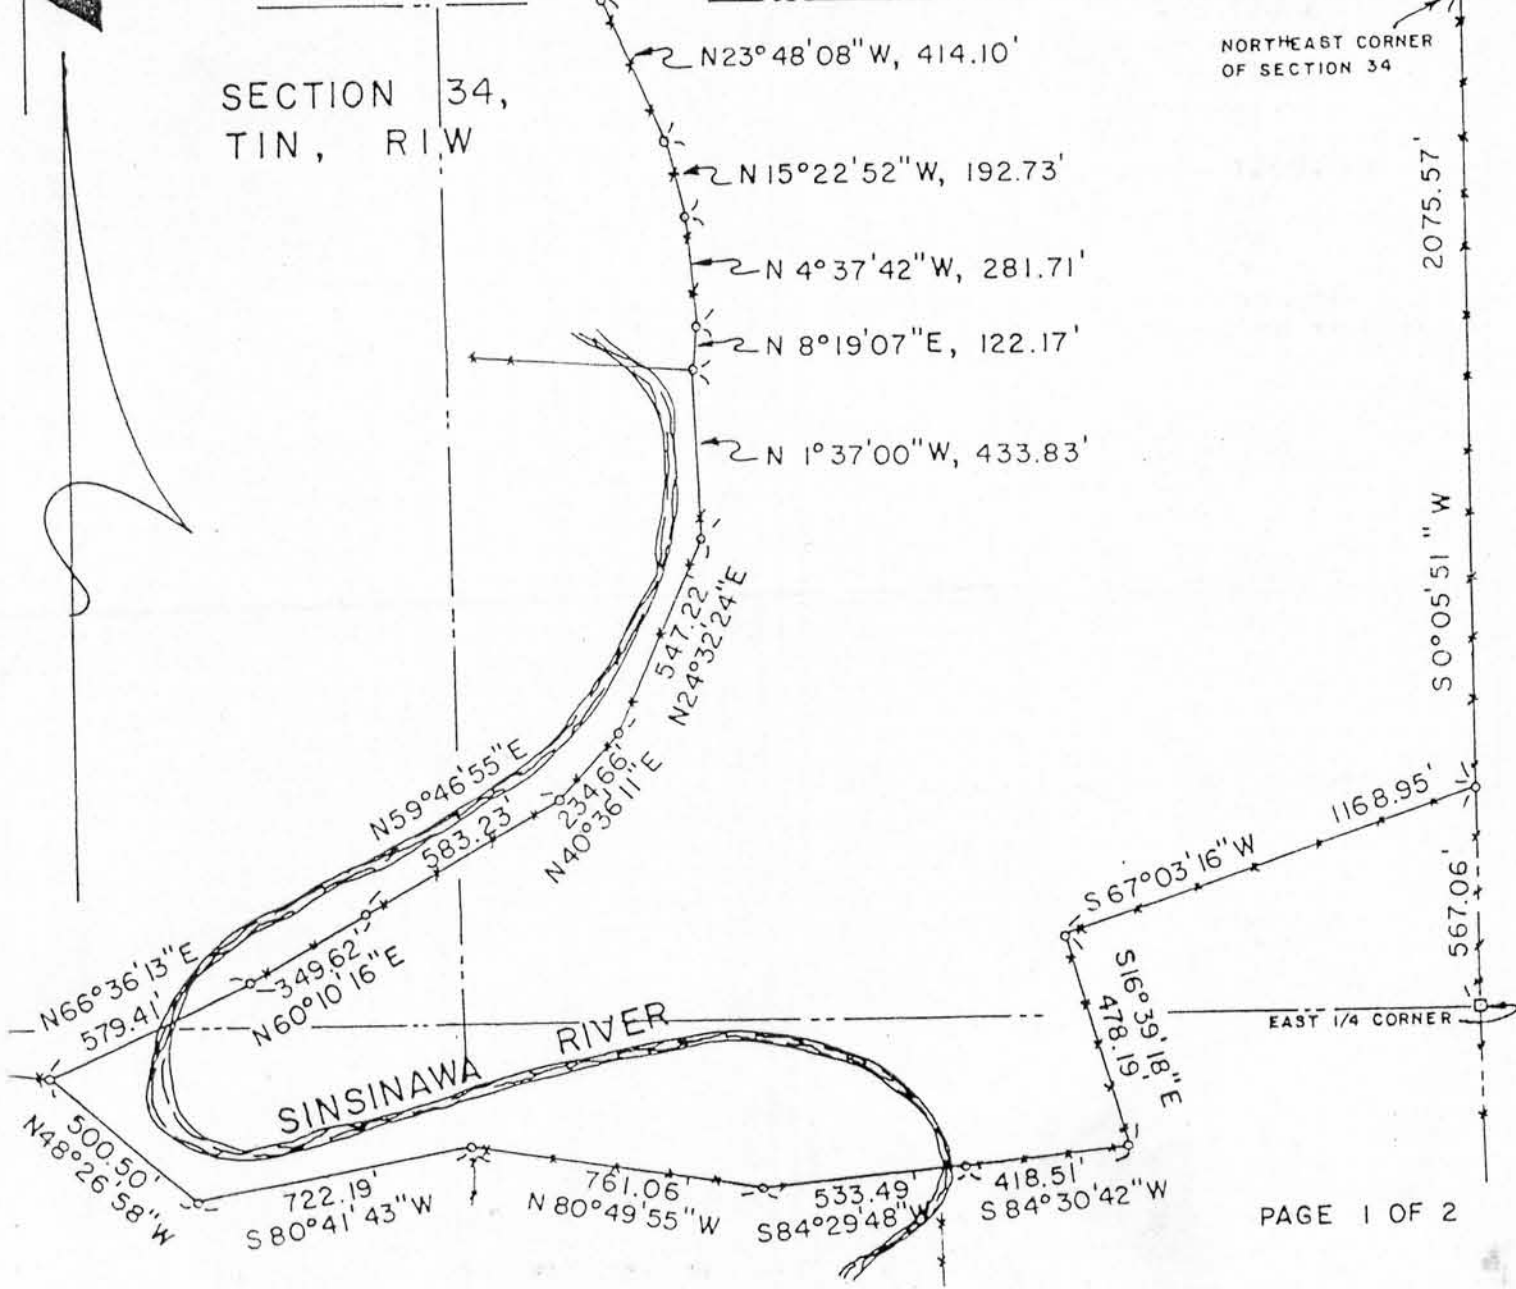 N23°48'08"W, 414.10'
NORTHEAST CORNER
OF SECTION 34
SECTION 34,
T1N, R1W
N15°22'52"W, 192.73'
2075.57'
N 4°37'42"W, 281.71'
N 8°19'07"E, 122.17'
N 1°37'00"W, 433.83'
S0°05'51"W
547.22'
N24°32'24"E
N59°46'55"E
583.23'
234.66'
N40°36'11"E
1168.95'
S67°03'16"W
567.06'
N66°36'13"E
579.41'
349.62'
N60°10'16"E
S16°39'18"E
478.19'
EAST 1/4 CORNER
SINSINAWA RIVER
500.50'
N48°26'58"W
722.19'
S80°41'43"W
761.06'
N80°49'55"W
533.49'
S84°29'48"W
418.51'
S84°30'42"W
PAGE 1 OF 2